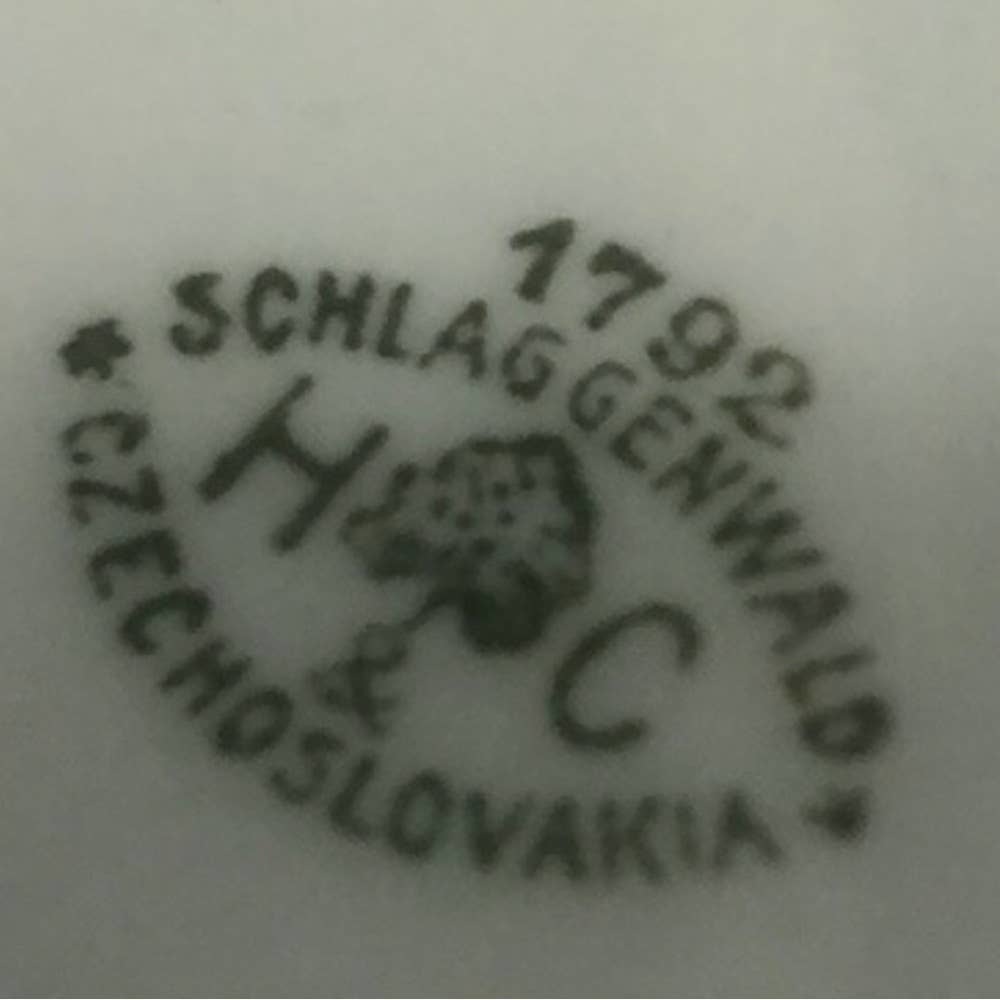 1792
* SCHLAGGENWALD *
H & C
CZECHOSLOVAKIA